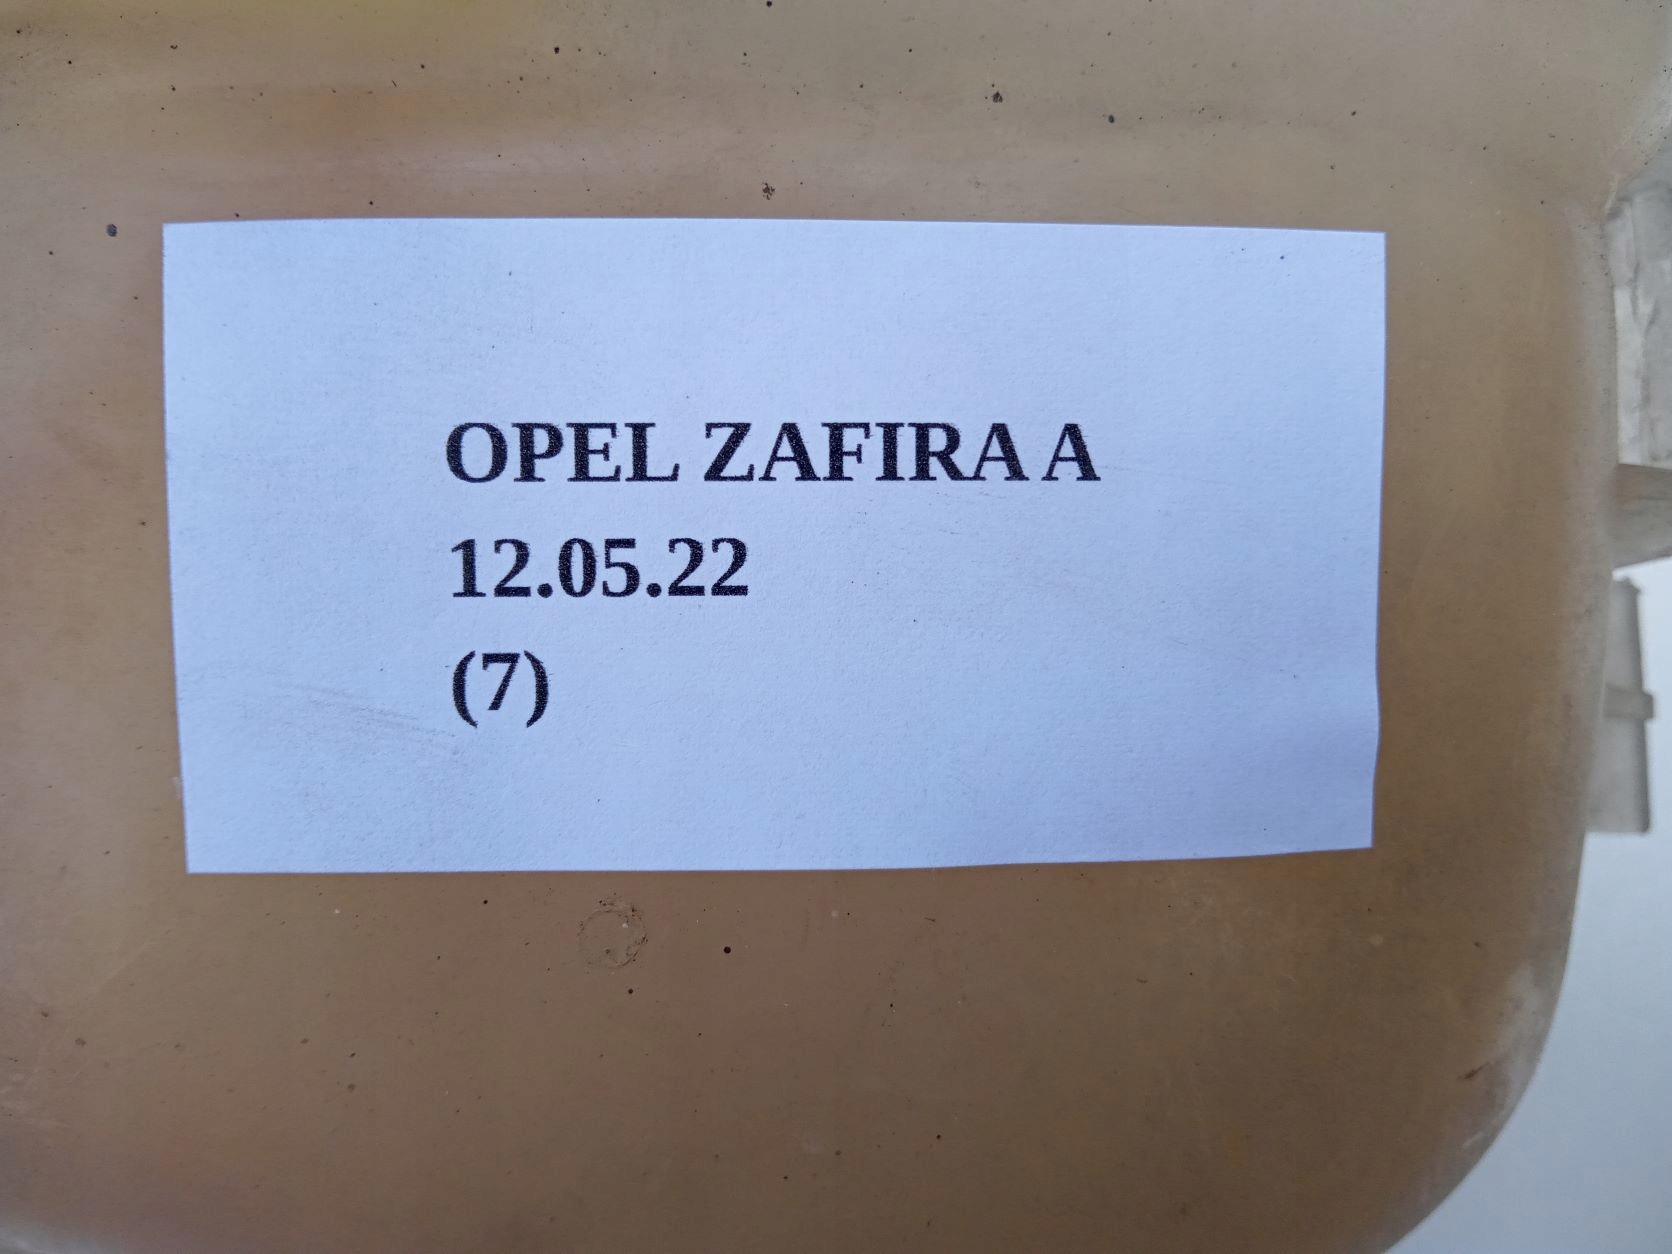 OPEL ZAFIRA A
12.05.22
(7)